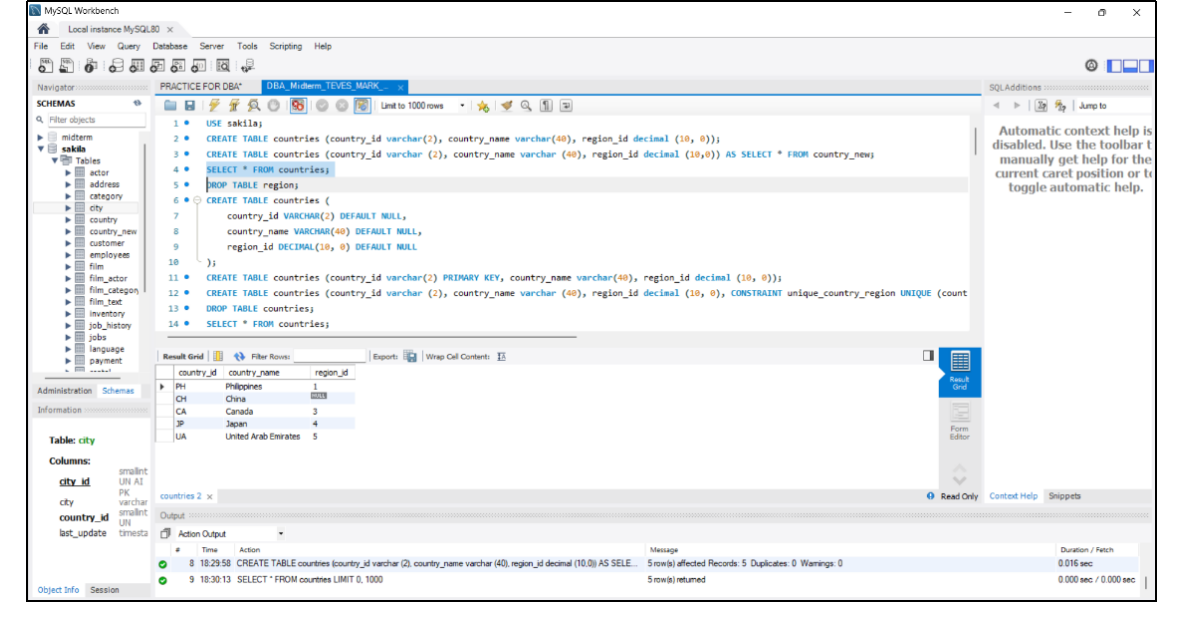 MySQL Workbench
Local instance MySQL80 ×
File Edit View Query Database Server Tools Scripting Help
Navigator
SCHEMAS
Filter objects
midterm
sakila
Tables
actor
address
category
city
country
country_new
customer
employees
film
film_actor
film_category
film_text
inventory
job_history
jobs
language
payment
Administration Schemas
Information
Table: city
Columns:
city_id smallint UN AI PK
city varchar
country_id smallint UN
last_update timesta
Object Info Session
PRACTICE FOR DBA* DBA_Midterm_TEVES_MARK_.. ×
Limit to 1000 rows
1 USE sakila;
2 CREATE TABLE countries (country_id varchar(2), country_name varchar(40), region_id decimal (10, 0));
3 CREATE TABLE countries (country_id varchar (2), country_name varchar (40), region_id decimal (10,0)) AS SELECT * FROM country_new;
4 SELECT * FROM countries;
5 DROP TABLE region;
6 CREATE TABLE countries (
7 country_id VARCHAR(2) DEFAULT NULL,
8 country_name VARCHAR(40) DEFAULT NULL,
9 region_id DECIMAL(10, 0) DEFAULT NULL
10 );
11 CREATE TABLE countries (country_id varchar(2) PRIMARY KEY, country_name varchar(40), region_id decimal (10, 0));
12 CREATE TABLE countries (country_id varchar (2), country_name varchar (40), region_id decimal (10, 0), CONSTRAINT unique_country_region UNIQUE (count
13 DROP TABLE countries;
14 SELECT * FROM countries;
Result Grid Filter Rows: Export: Wrap Cell Content:
country_id country_name region_id
PH Philippines 1
CH China NULL
CA Canada 3
JP Japan 4
UA United Arab Emirates 5
Result Grid
Form Editor
countries 2 ×
Read Only
Output
Action Output
# Time Action Message Duration / Fetch
8 18:29:58 CREATE TABLE countries (country_id varchar (2), country_name varchar (40), region_id decimal (10,0)) AS SELE... 5 row(s) affected Records: 5 Duplicates: 0 Warnings: 0 0.016 sec
9 18:30:13 SELECT * FROM countries LIMIT 0, 1000 5 row(s) returned 0.000 sec / 0.000 sec
SQLAdditions
Jump to
Automatic context help is
disabled. Use the toolbar t
manually get help for the
current caret position or to
toggle automatic help.
Context Help Snippets